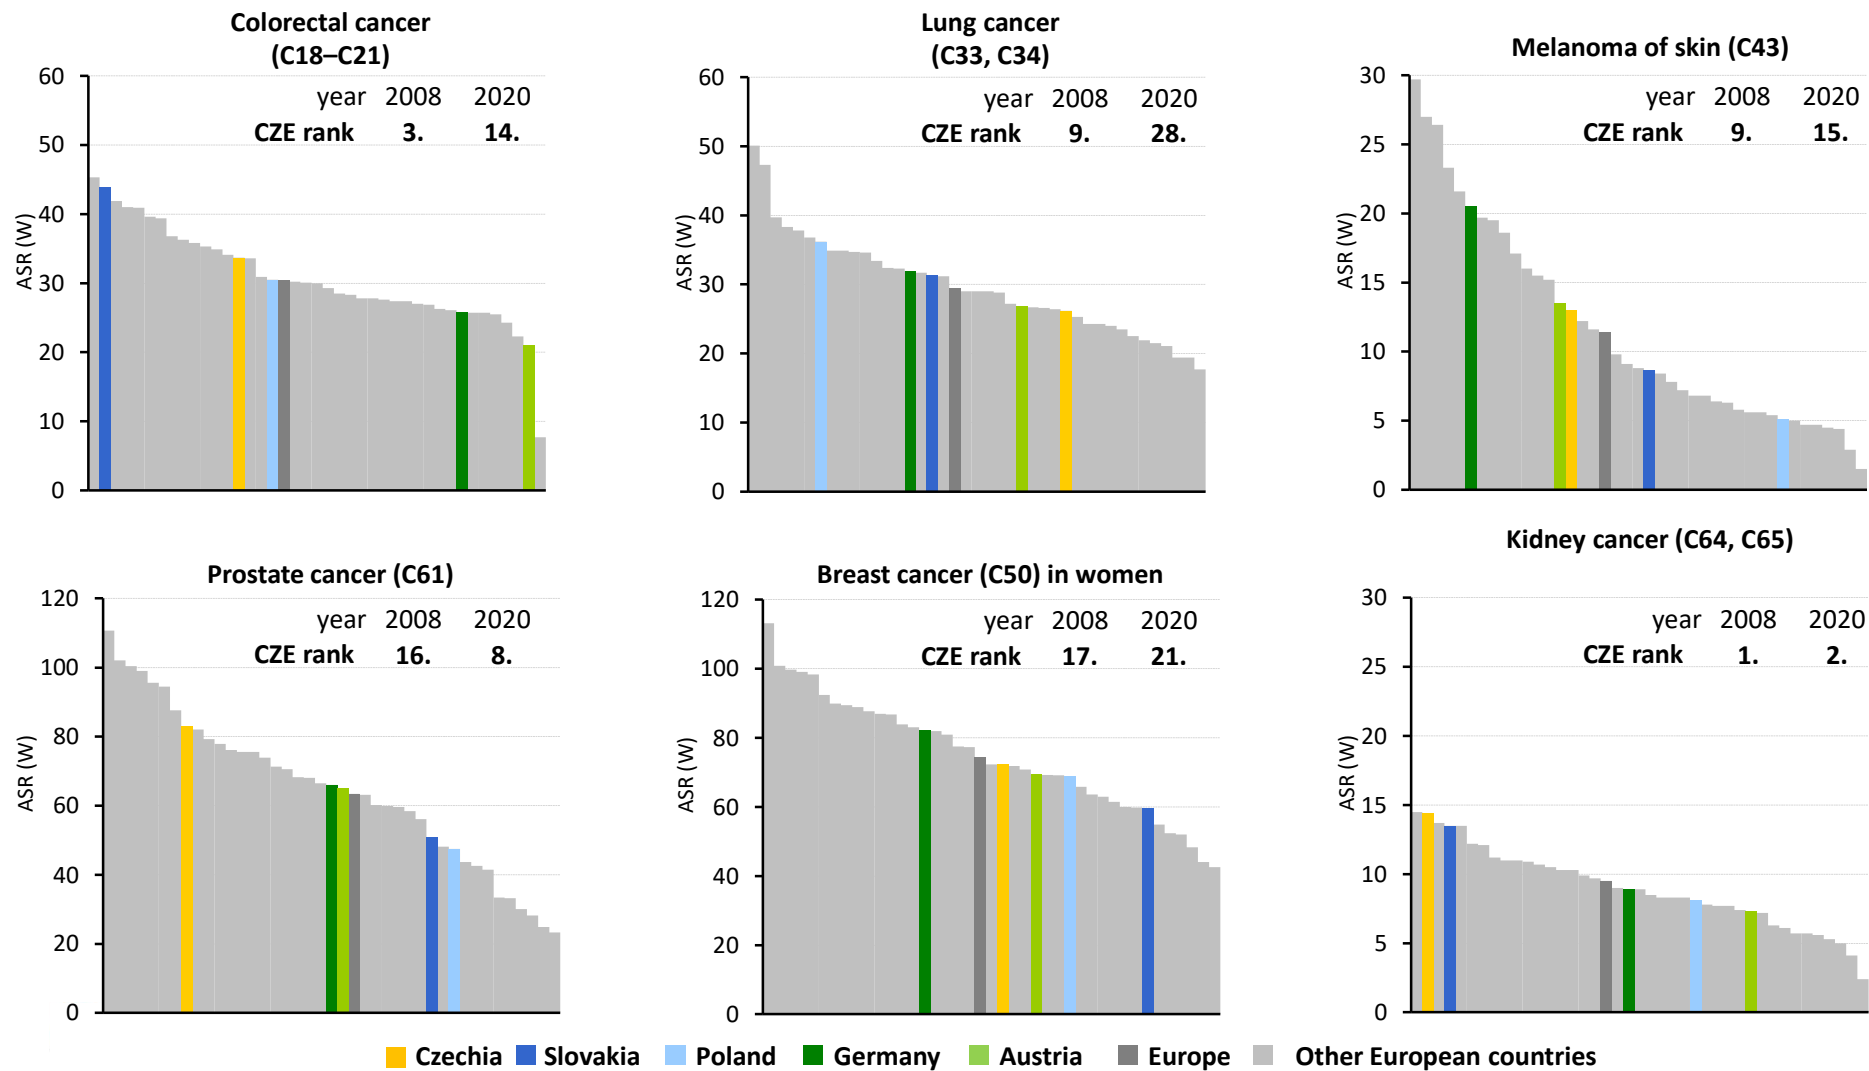 Colorectal cancer
(C18–C21)
60
50
40
30
20
10
0
ASR (W)
year 2008 2020
CZE rank 3. 14.
Lung cancer
(C33, C34)
60
50
40
30
20
10
0
ASR (W)
year 2008 2020
CZE rank 9. 28.
Melanoma of skin (C43)
30
25
20
15
10
5
0
ASR (W)
year 2008 2020
CZE rank 9. 15.
Prostate cancer (C61)
120
100
80
60
40
20
0
ASR (W)
year 2008 2020
CZE rank 16. 8.
Breast cancer (C50) in women
120
100
80
60
40
20
0
ASR (W)
year 2008 2020
CZE rank 17. 21.
Kidney cancer (C64, C65)
30
25
20
15
10
5
0
ASR (W)
year 2008 2020
CZE rank 1. 2.
Czechia Slovakia Poland Germany Austria Europe Other European countries